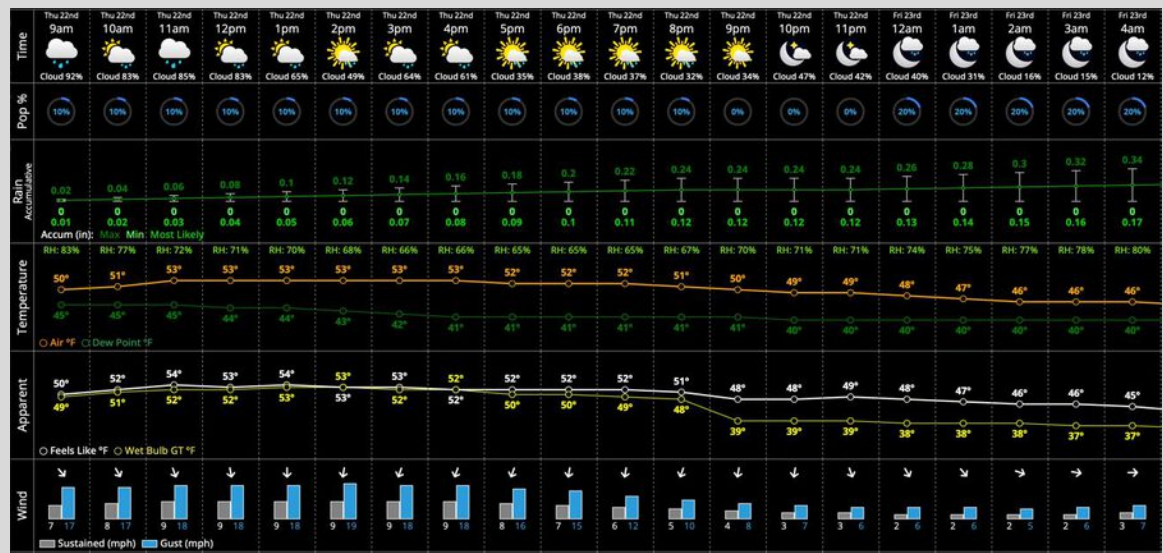 Thu 22nd Thu 22nd Thu 22nd Thu 22nd Thu 22nd Thu 22nd Thu 22nd Thu 22nd Thu 22nd Thu 22nd Thu 22nd Thu 22nd Thu 22nd Thu 22nd Thu 22nd Fri 23rd Fri 23rd Fri 23rd Fri 23rd Fri 23rd
Time 9am 10am 11am 12pm 1pm 2pm 3pm 4pm 5pm 6pm 7pm 8pm 9pm 10pm 11pm 12am 1am 2am 3am 4am
Cloud 92% Cloud 83% Cloud 85% Cloud 83% Cloud 65% Cloud 49% Cloud 64% Cloud 61% Cloud 35% Cloud 38% Cloud 37% Cloud 32% Cloud 34% Cloud 47% Cloud 42% Cloud 40% Cloud 31% Cloud 16% Cloud 15% Cloud 12%
Pop % 10% 10% 10% 10% 10% 10% 10% 10% 10% 10% 10% 10% 0% 0% 0% 20% 20% 20% 20% 20%
Rain Accumulative
0.02 0.04 0.06 0.08 0.1 0.12 0.14 0.16 0.18 0.2 0.22 0.24 0.24 0.24 0.24 0.26 0.28 0.3 0.32 0.34
0 0 0 0 0 0 0 0 0 0 0 0 0 0 0 0 0 0 0 0
0.01 0.02 0.03 0.04 0.05 0.06 0.07 0.08 0.09 0.1 0.11 0.12 0.12 0.12 0.12 0.13 0.14 0.15 0.16 0.17
Accum (in): Max Min Most Likely
RH: 83% RH: 77% RH: 72% RH: 71% RH: 70% RH: 68% RH: 66% RH: 66% RH: 65% RH: 65% RH: 65% RH: 67% RH: 70% RH: 71% RH: 71% RH: 74% RH: 75% RH: 77% RH: 78% RH: 80%
Temperature
50° 51° 53° 53° 53° 53° 53° 53° 52° 52° 52° 51° 50° 49° 49° 48° 47° 46° 46° 46°
45° 45° 45° 44° 44° 43° 42° 41° 41° 41° 41° 41° 41° 40° 40° 40° 40° 40° 40° 40°
Air °F Dew Point °F
Apparent
50° 52° 54° 53° 54° 53° 53° 52° 52° 52° 52° 51° 48° 48° 49° 48° 47° 46° 46° 45°
49° 51° 52° 52° 53° 53° 52° 52° 50° 50° 49° 48° 39° 39° 39° 38° 38° 38° 37° 37°
Feels Like °F Wet Bulb GT °F
Wind
7 17 8 17 9 18 9 18 9 18 9 19 9 18 9 18 8 16 7 15 6 12 5 10 4 8 3 7 3 6 2 6 2 6 2 5 2 6 3 7
Sustained (mph) Gust (mph)